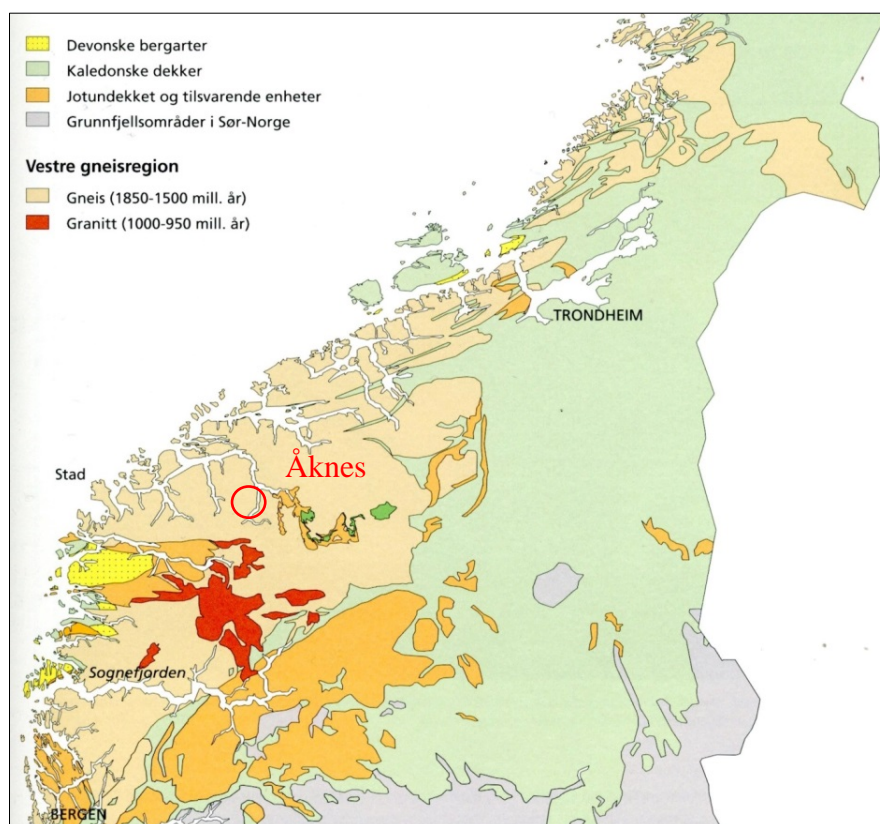 Devonske bergarter
Kaledonske dekker
Jotundekket og tilsvarende enheter
Grunnfjellsområder i Sør-Norge
Vestre gneisregion
Gneis (1850-1500 mill. år)
Granitt (1000-950 mill. år)
TRONDHEIM
Åknes
Stad
Sognefjorden
BERGEN